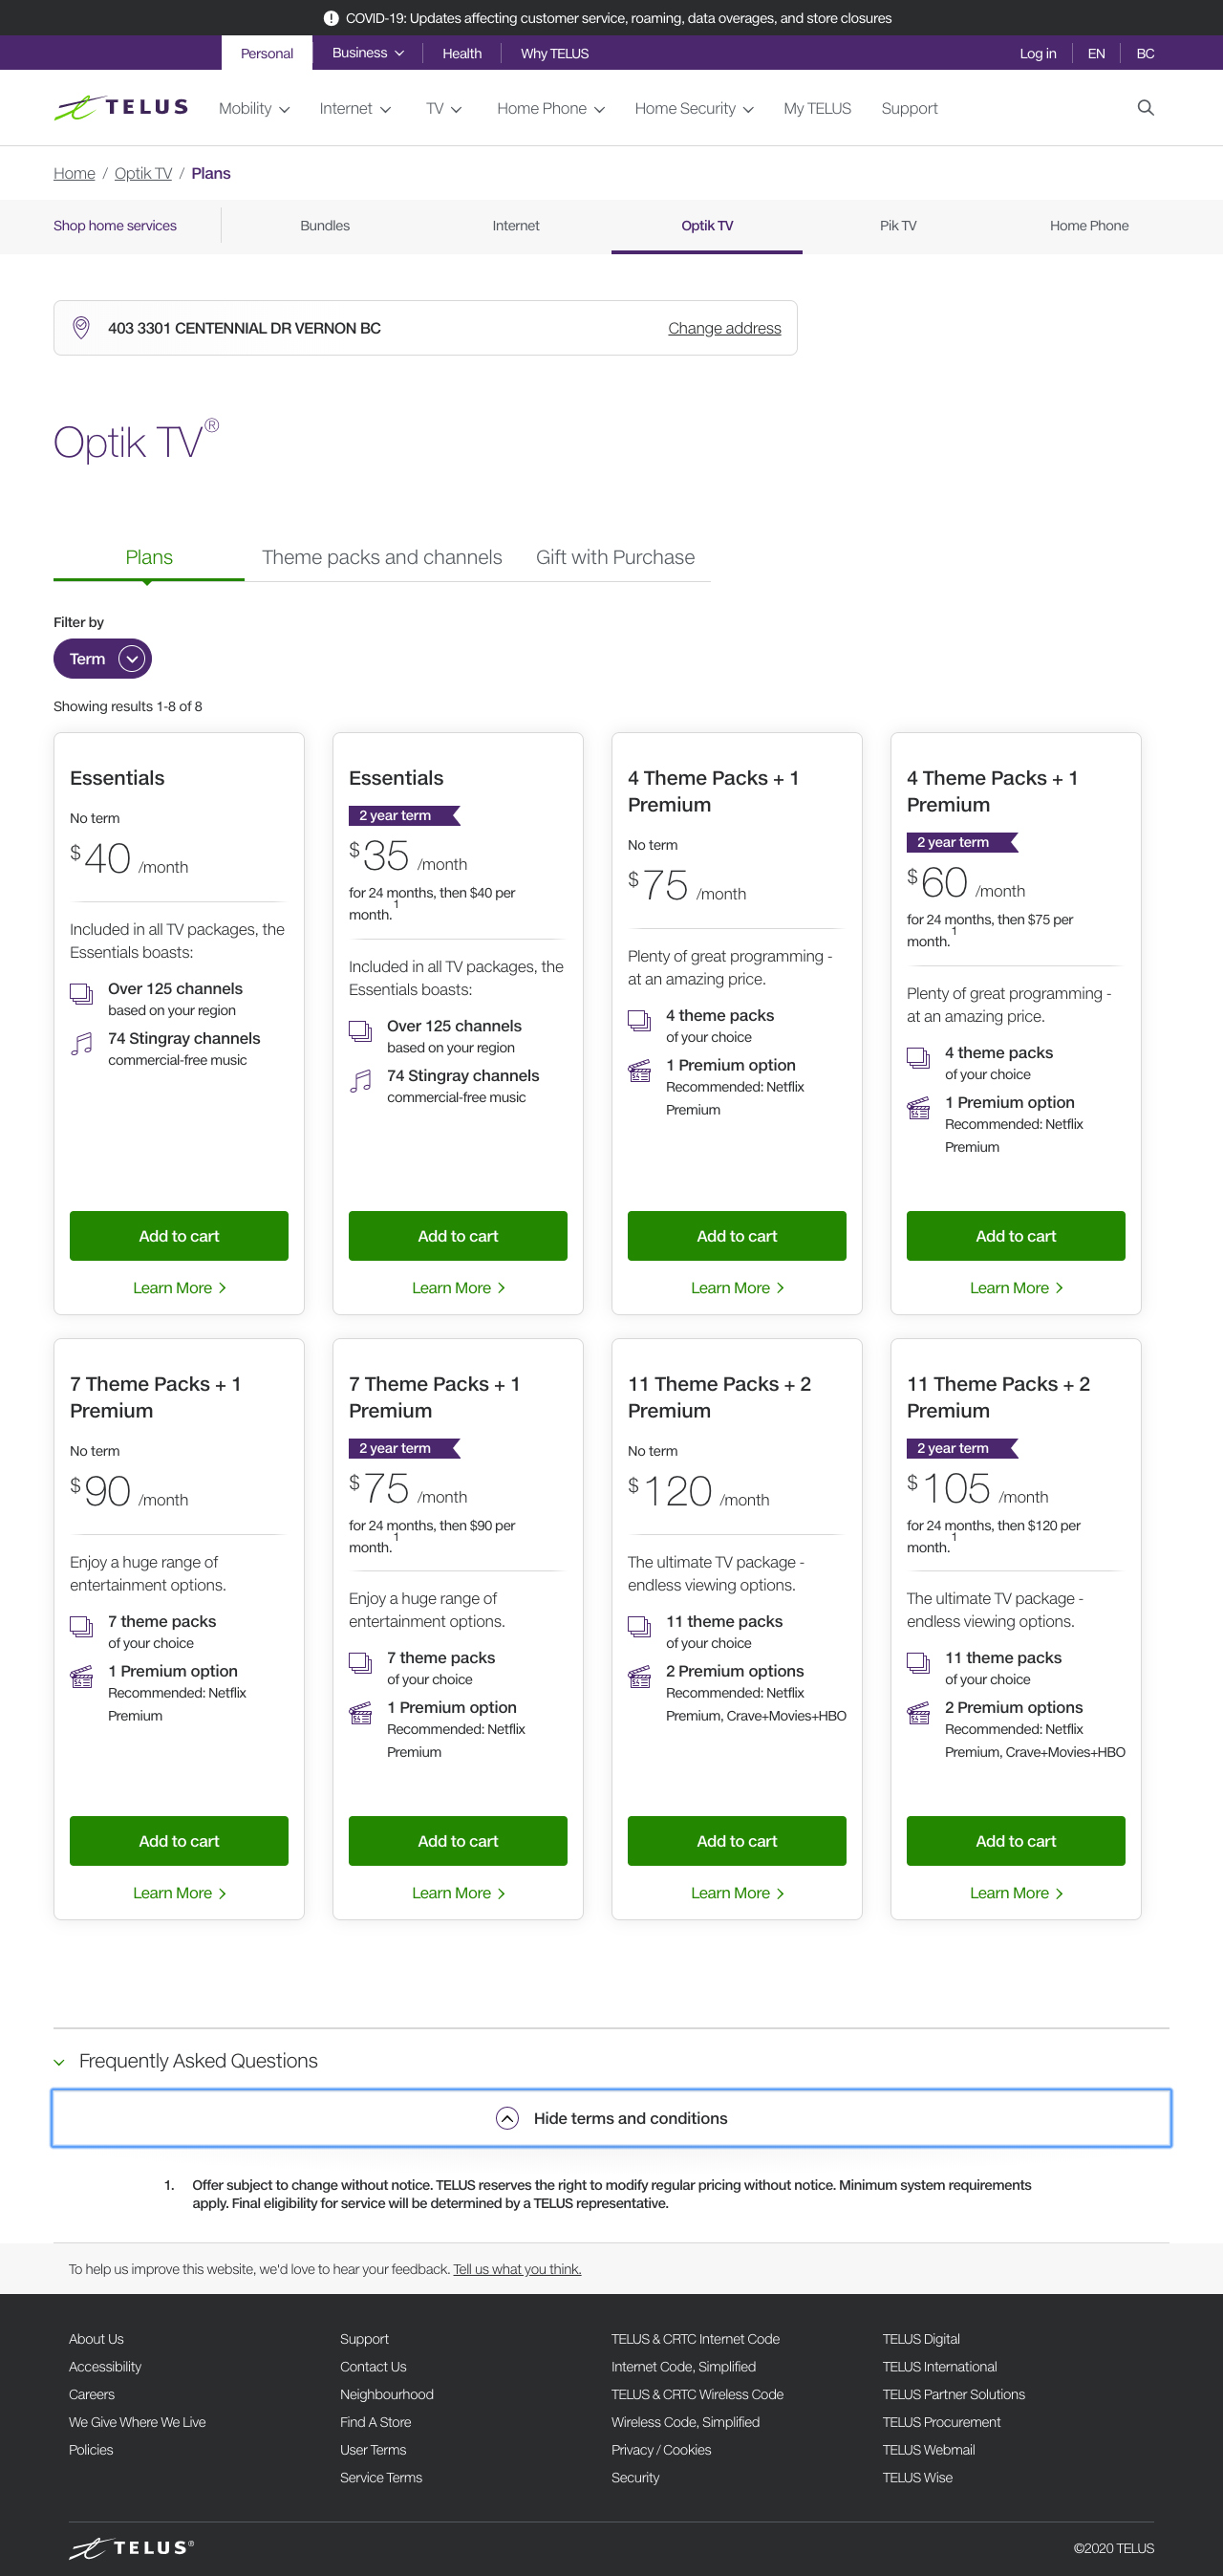 COVID-19: Updates affecting customer service, roaming, data overages, and store closures
Personal Business Health Why TELUS Log in EN BC
TELUS Mobility Internet TV Home Phone Home Security My TELUS Support
Home / Optik TV / Plans
Shop home services Bundles Internet Optik TV Pik TV Home Phone
403 3301 CENTENNIAL DR VERNON BC Change address
Optik TV®
Plans Theme packs and channels Gift with Purchase
Filter by
Term
Showing results 1-8 of 8
Essentials
No term
$40 /month
Included in all TV packages, the
Essentials boasts:
Over 125 channels
based on your region
74 Stingray channels
commercial-free music
Add to cart
Learn More
Essentials
2 year term
$35 /month
for 24 months, then $40 per
month.1
Included in all TV packages, the
Essentials boasts:
Over 125 channels
based on your region
74 Stingray channels
commercial-free music
Add to cart
Learn More
4 Theme Packs + 1
Premium
No term
$75 /month
Plenty of great programming -
at an amazing price.
4 theme packs
of your choice
1 Premium option
Recommended: Netflix
Premium
Add to cart
Learn More
4 Theme Packs + 1
Premium
2 year term
$60 /month
for 24 months, then $75 per
month.1
Plenty of great programming -
at an amazing price.
4 theme packs
of your choice
1 Premium option
Recommended: Netflix
Premium
Add to cart
Learn More
7 Theme Packs + 1
Premium
No term
$90 /month
Enjoy a huge range of
entertainment options.
7 theme packs
of your choice
1 Premium option
Recommended: Netflix
Premium
Add to cart
Learn More
7 Theme Packs + 1
Premium
2 year term
$75 /month
for 24 months, then $90 per
month.1
Enjoy a huge range of
entertainment options.
7 theme packs
of your choice
1 Premium option
Recommended: Netflix
Premium
Add to cart
Learn More
11 Theme Packs + 2
Premium
No term
$120 /month
The ultimate TV package -
endless viewing options.
11 theme packs
of your choice
2 Premium options
Recommended: Netflix
Premium, Crave+Movies+HBO
Add to cart
Learn More
11 Theme Packs + 2
Premium
2 year term
$105 /month
for 24 months, then $120 per
month.1
The ultimate TV package -
endless viewing options.
11 theme packs
of your choice
2 Premium options
Recommended: Netflix
Premium, Crave+Movies+HBO
Add to cart
Learn More
Frequently Asked Questions
Hide terms and conditions
1. Offer subject to change without notice. TELUS reserves the right to modify regular pricing without notice. Minimum system requirements
apply. Final eligibility for service will be determined by a TELUS representative.
To help us improve this website, we'd love to hear your feedback. Tell us what you think.
About Us
Accessibility
Careers
We Give Where We Live
Policies
Support
Contact Us
Neighbourhood
Find A Store
User Terms
Service Terms
TELUS & CRTC Internet Code
Internet Code, Simplified
TELUS & CRTC Wireless Code
Wireless Code, Simplified
Privacy / Cookies
Security
TELUS Digital
TELUS International
TELUS Partner Solutions
TELUS Procurement
TELUS Webmail
TELUS Wise
TELUS®
©2020 TELUS